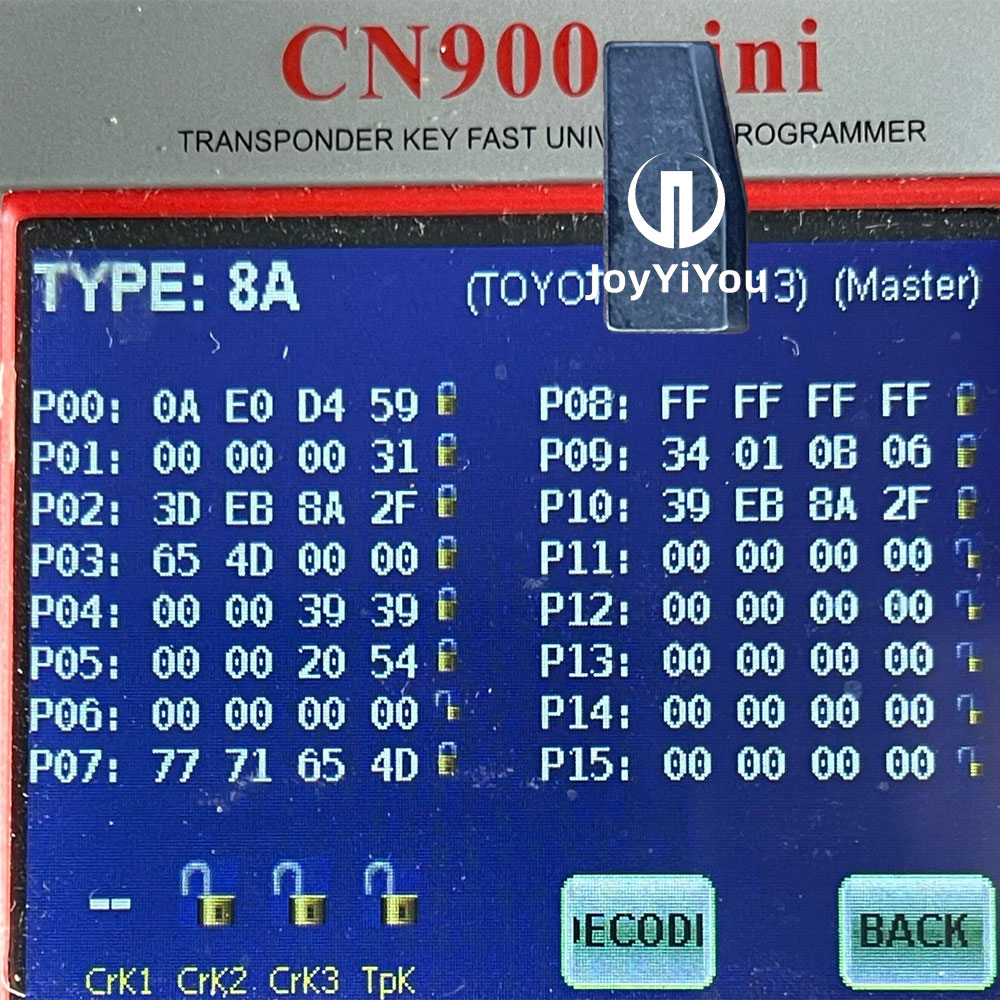 CN900 ini
TRANSPONDER KEY FAST UNIV ROGRAMMER
JoyYiYou
TYPE: 8A (TOYO 43) (Master)
P00: 0A E0 D4 59 P08: FF FF FF FF
P01: 00 00 00 31 P09: 34 01 0B 06
P02: 3D EB 8A 2F P10: 39 EB 8A 2F
P03: 65 4D 00 00 P11: 00 00 00 00
P04: 00 00 39 39 P12: 00 00 00 00
P05: 00 00 20 54 P13: 00 00 00 00
P06: 00 00 00 00 P14: 00 00 00 00
P07: 77 71 65 4D P15: 00 00 00 00
--
CrK1 CrK2 CrK3 TpK
ECODI BACK